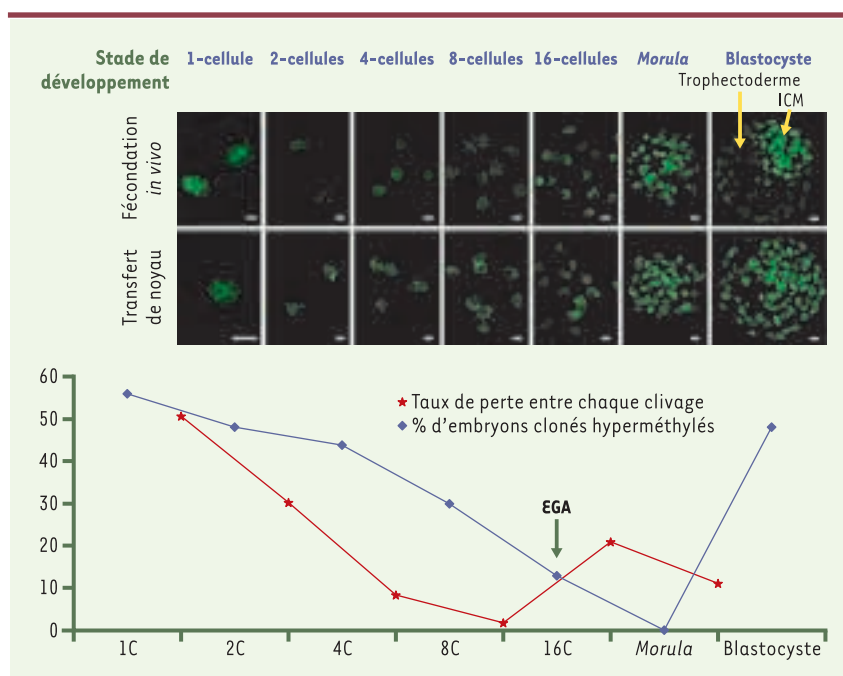 Stade de
développement
1-cellule 2-cellules 4-cellules 8-cellules 16-cellules Morula Blastocyste
Trophectoderme
ICM
Fécondation
in vivo
Transfert
de noyau
60
50
40
30
20
10
0
Taux de perte entre chaque clivage
% d'embryons clonés hyperméthylés
EGA
1C 2C 4C 8C 16C Morula Blastocyste